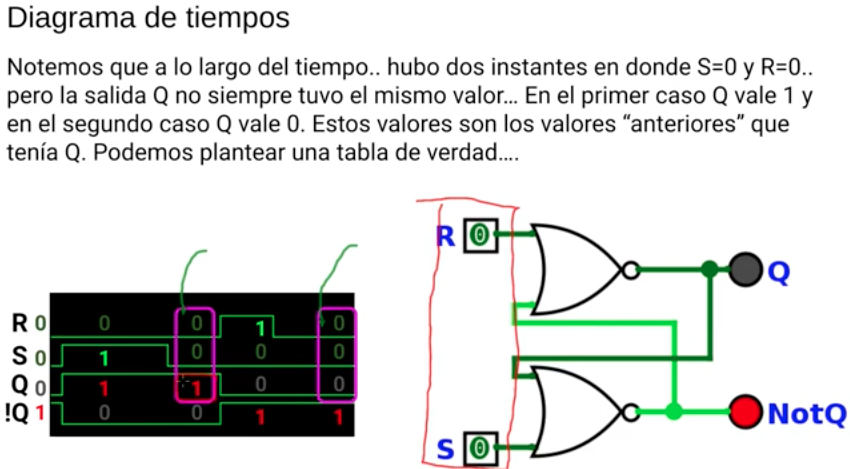 Diagrama de tiempos
Notemos que a lo largo del tiempo.. hubo dos instantes en donde S=0 y R=0..
pero la salida Q no siempre tuvo el mismo valor... En el primer caso Q vale 1 y
en el segundo caso Q vale 0. Estos valores son los valores “anteriores” que
tenía Q. Podemos plantear una tabla de verdad....
R 0 0 0 1 0
S 0 1 0 0 0
Q 0 1 1 0 0
!Q 1 0 0 1 1
R 0
Q
NotQ
S 0